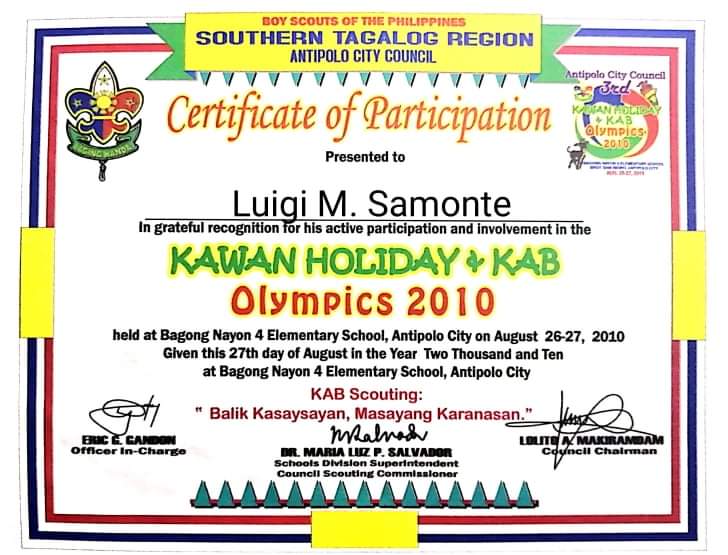 BOY SCOUTS OF THE PHILIPPINES
SOUTHERN TAGALOG REGION
ANTIPOLO CITY COUNCIL
Antipolo City Council
3rd
KAWAN HOLIDAY
& KAB
Olympics
2010
LAGING HANDA
Certificate of Participation
Presented to
Luigi M. Samonte
In grateful recognition for his active participation and involvement in the
KAWAN HOLIDAY & KAB
Olympics 2010
held at Bagong Nayon 4 Elementary School, Antipolo City on August 26-27, 2010
Given this 27th day of August in the Year Two Thousand and Ten
at Bagong Nayon 4 Elementary School, Antipolo City
KAB Scouting:
" Balik Kasaysayan, Masayang Karanasan."
ERIC G. GANDON
Officer In-Charge
DR. MARIA LUZ P. SALVADOR
Schools Division Superintendent
Council Scouting Commissioner
LOLITO A. MAKIRAMDAM
Council Chairman